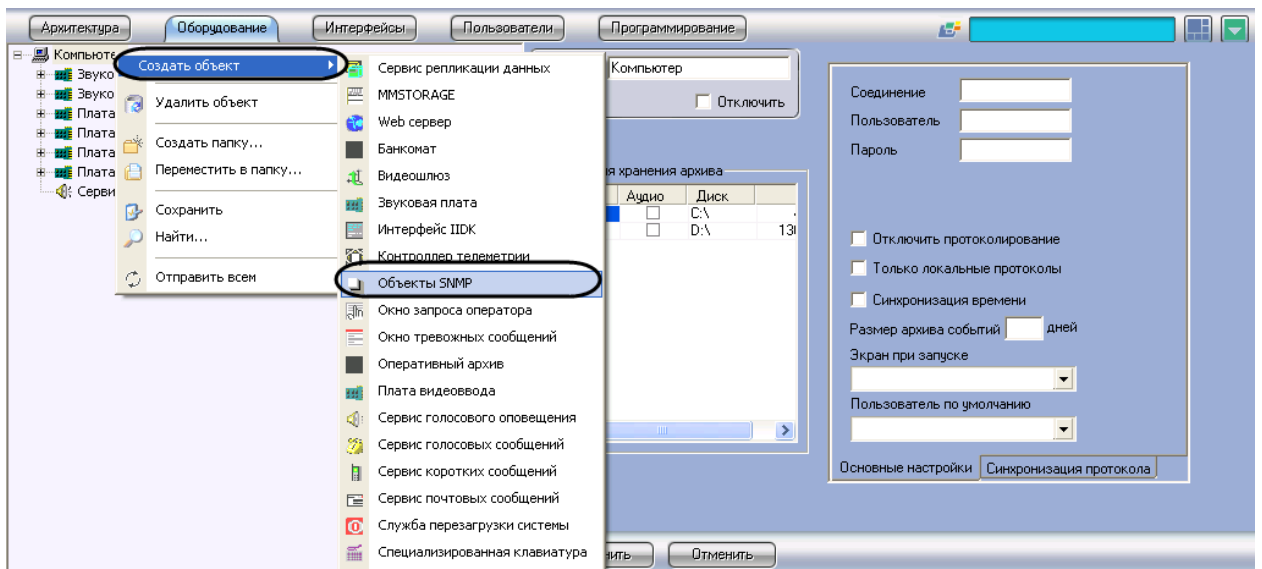 Архитектура
Оборудование
Интерфейсы
Пользователи
Программирование
Звуко
Звуко
Плата
Плата
Плата
Плата
Серви
Создать объект
Удалить объект
Создать папку...
Переместить в папку...
Сохранить
Найти...
Отправить всем
Сервис репликации данных
MMSTORAGE
Web сервер
Банкомат
Видеошлюз
Звуковая плата
Интерфейс IIDK
Контроллер телеметрии
Объекты SNMP
Окно запроса оператора
Окно тревожных сообщений
Оперативный архив
Плата видеоввода
Сервис голосового оповещения
Сервис голосовых сообщений
Сервис коротких сообщений
Сервис почтовых сообщений
Служба перезагрузки системы
Специализированная клавиатура
Компьютер
Отключить
хранения архива
Аудио Диск
C:\
D:\
Отменить
Соединение
Пользователь
Пароль
Отключить протоколирование
Только локальные протоколы
Синхронизация времени
Размер архива событий дней
Экран при запуске
Пользователь по умолчанию
Основные настройки Синхронизация протокола